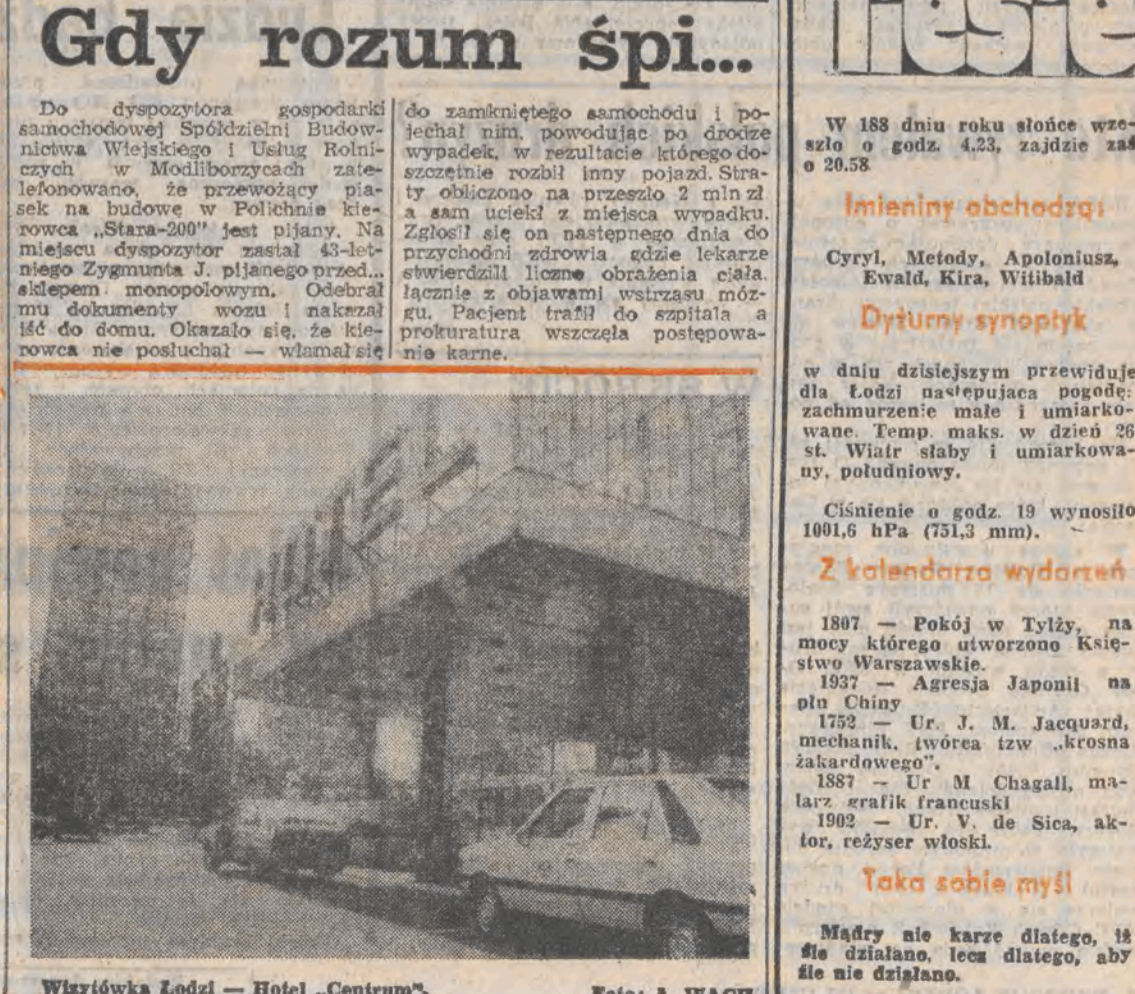 Gdy rozum śpi...
Do dyspozytora gospodarki
samochodowej Spółdzielni Budow-
nictwa Wiejskiego i Usług Rolni-
czych w Modliborzycach zate-
lefonowano, że przewożący pia-
sek na budowę w Polichnie kie-
rowca „Stara-200" jest pijany. Na
miejscu dyspozytor zastał 43-let-
niego Zygmunta J. pijanego przed...
sklepem monopolowym. Odebrał
mu dokumenty wozu i nakazał
iść do domu. Okazało się, że kie-
rowca nie posłuchał — włamał się
do zamkniętego samochodu i po-
jechał nim, powodując po drodze
wypadek, w rezultacie którego do-
szczętnie rozbił inny pojazd. Stra-
ty obliczono na przeszło 2 mln zł
a sam uciekł z miejsca wypadku.
Zgłosił się on następnego dnia do
przychodni zdrowia gdzie lekarze
stwierdzili liczne obrażenia ciała.
łącznie z objawami wstrząsu móz-
gu. Pacjent trafił do szpitala a
prokuratura wszczęła postępowa-
nie karne.
Wizytówka Łodzi — Hotel „Centrum".
Foto: A. WACH
W 188 dniu roku słońce wze-
szło o godz. 4.23, zajdzie zaś
o 20.58
Imieniny obchodzą:
Cyryl, Metody, Apoloniusz,
Ewald, Kira, Witibald
Dyżurny synoptyk
w dniu dzisiejszym przewiduje
dla Łodzi następująca pogodę:
zachmurzenie małe i umiarko-
wane. Temp. maks. w dzień 26
st. Wiatr słaby i umiarkowa-
ny, południowy.
Ciśnienie o godz. 19 wynosiło
1001,6 hPa (751,3 mm).
Z kalendarza wydarzeń
1807 — Pokój w Tylży, na
mocy którego utworzono Księ-
stwo Warszawskie.
1937 — Agresja Japonii na
płn Chiny
1752 — Ur. J. M. Jacquard,
mechanik, twórca tzw „krosna
żakardowego".
1887 — Ur M Chagall, ma-
larz grafik francuski
1902 — Ur. V. de Sica, ak-
tor, reżyser włoski.
Taka sobie myśl
Mądry nie karze dlatego, iż
źle działano, lecz dlatego, aby
źle nie działano.